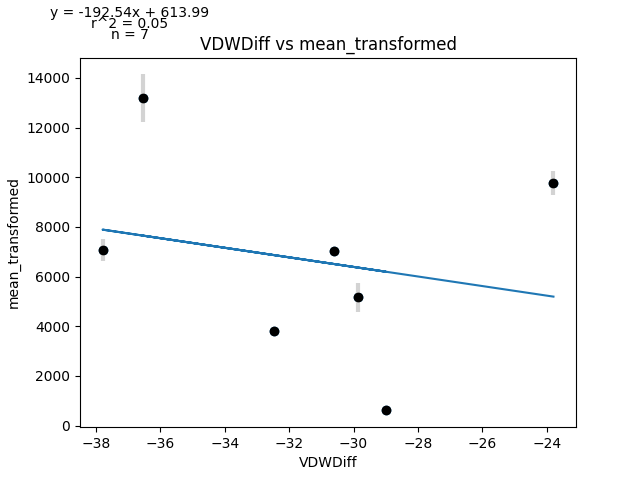 y = -192.54x + 613.99
r^2 = 0.05
n = 7
VDWDiff vs mean_transformed
mean_transformed
14000
12000
10000
8000
6000
4000
2000
0
−38 −36 −34 −32 −30 −28 −26 −24
VDWDiff